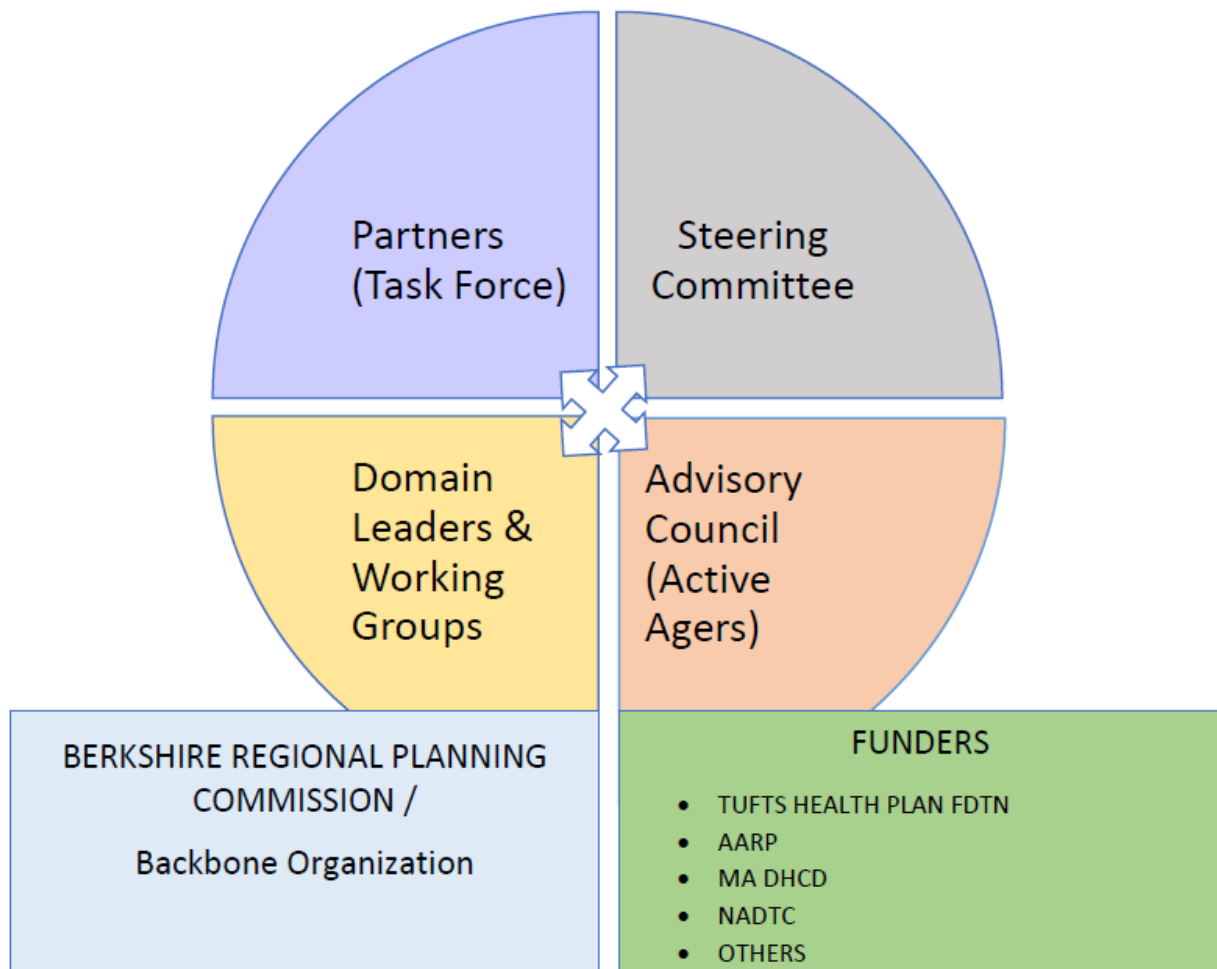 Partners
(Task Force)
Steering
Committee
Domain
Leaders &
Working
Groups
Advisory
Council
(Active
Agers)
BERKSHIRE REGIONAL PLANNING
COMMISSION /
Backbone Organization
FUNDERS
• TUFTS HEALTH PLAN FDTN
• AARP
• MA DHCD
• NADTC
• OTHERS